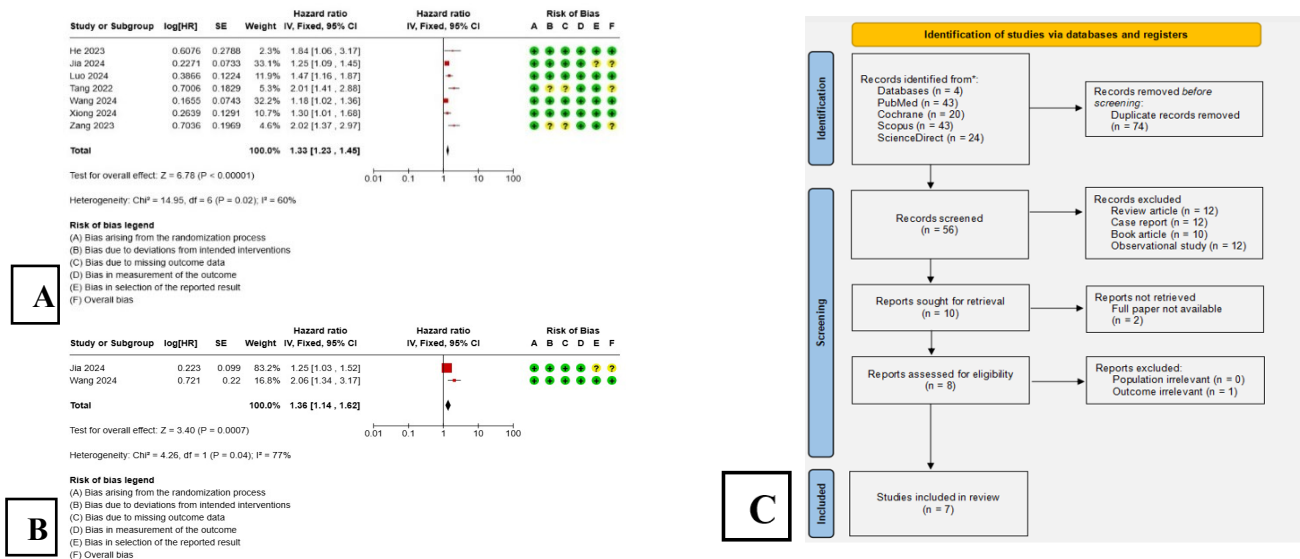 Hazard ratio Hazard ratio Risk of Bias
Study or Subgroup log[HR] SE Weight IV, Fixed, 95% CI IV, Fixed, 95% CI A B C D E F
He 2023 0.6076 0.2788 2.3% 1.84 [1.06 , 3.17] + + + + + +
Jia 2024 0.2271 0.0733 33.1% 1.25 [1.09 , 1.45] + + + + ? ?
Luo 2024 0.3866 0.1224 11.9% 1.47 [1.16 , 1.87] + + + + + +
Tang 2022 0.7006 0.1829 5.3% 2.01 [1.41 , 2.88] + ? ? + + ?
Wang 2024 0.1655 0.0743 32.2% 1.18 [1.02 , 1.36] + + + + + +
Xiong 2024 0.2639 0.1291 10.7% 1.30 [1.01 , 1.68] + + + + + +
Zang 2023 0.7036 0.1969 4.6% 2.02 [1.37 , 2.97] + ? ? + + ?
Total 100.0% 1.33 [1.23 , 1.45]
0.01 0.1 1 10 100
Test for overall effect: Z = 6.78 (P < 0.00001)
Heterogeneity: Chi² = 14.95, df = 6 (P = 0.02); I² = 60%
Risk of bias legend
(A) Bias arising from the randomization process
(B) Bias due to deviations from intended interventions
(C) Bias due to missing outcome data
(D) Bias in measurement of the outcome
(E) Bias in selection of the reported result
(F) Overall bias
A
Hazard ratio Hazard ratio Risk of Bias
Study or Subgroup log[HR] SE Weight IV, Fixed, 95% CI IV, Fixed, 95% CI A B C D E F
Jia 2024 0.223 0.099 83.2% 1.25 [1.03 , 1.52] + + + + ? ?
Wang 2024 0.721 0.22 16.8% 2.06 [1.34 , 3.17] + + + + + +
Total 100.0% 1.36 [1.14 , 1.62]
0.01 0.1 1 10 100
Test for overall effect: Z = 3.40 (P = 0.0007)
Heterogeneity: Chi² = 4.26, df = 1 (P = 0.04); I² = 77%
Risk of bias legend
(A) Bias arising from the randomization process
(B) Bias due to deviations from intended interventions
(C) Bias due to missing outcome data
(D) Bias in measurement of the outcome
(E) Bias in selection of the reported result
(F) Overall bias
B
Identification of studies via databases and registers
Identification
Records identified from*:
Databases (n = 4)
PubMed (n = 43)
Cochrane (n = 20)
Scopus (n = 43)
ScienceDirect (n = 24)
Records removed before
screening:
Duplicate records removed
(n = 74)
Screening
Records screened
(n = 56)
Records excluded
Review article (n = 12)
Case report (n = 12)
Book article (n = 10)
Observational study (n = 12)
Reports sought for retrieval
(n = 10)
Reports not retrieved
Full paper not available
(n = 2)
Reports assessed for eligibility
(n = 8)
Reports excluded:
Population irrelevant (n = 0)
Outcome irrelevant (n = 1)
Included
Studies included in review
(n = 7)
C